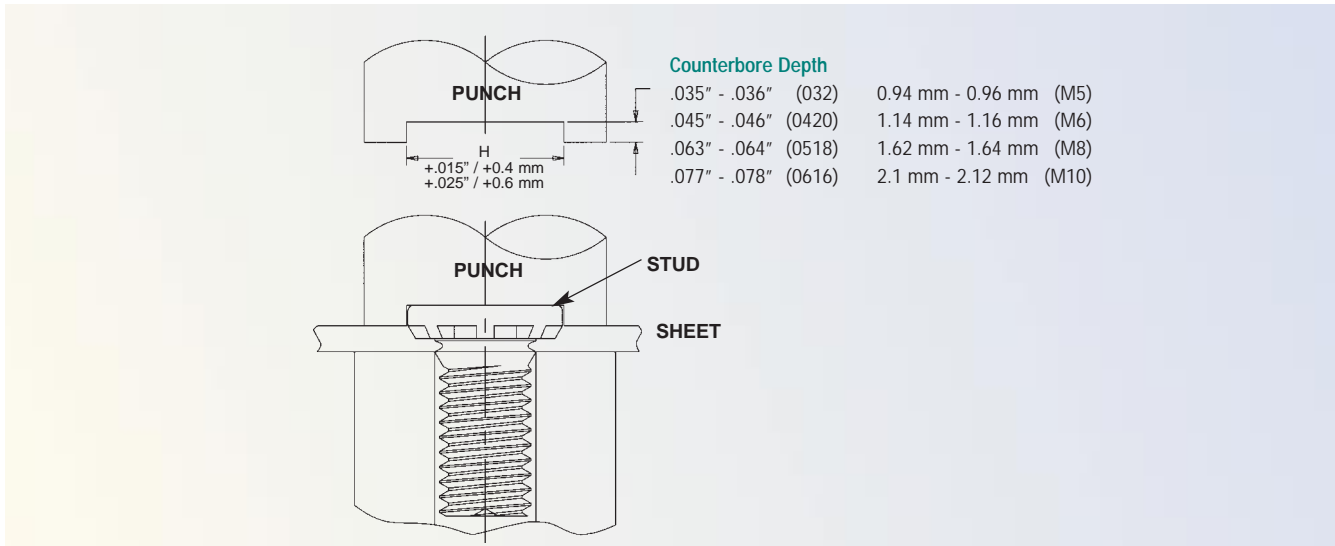 PUNCH
H
+.015" / +0.4 mm
+.025" / +0.6 mm
Counterbore Depth
.035" - .036" (032) 0.94 mm - 0.96 mm (M5)
.045" - .046" (0420) 1.14 mm - 1.16 mm (M6)
.063" - .064" (0518) 1.62 mm - 1.64 mm (M8)
.077" - .078" (0616) 2.1 mm - 2.12 mm (M10)
PUNCH
STUD
SHEET